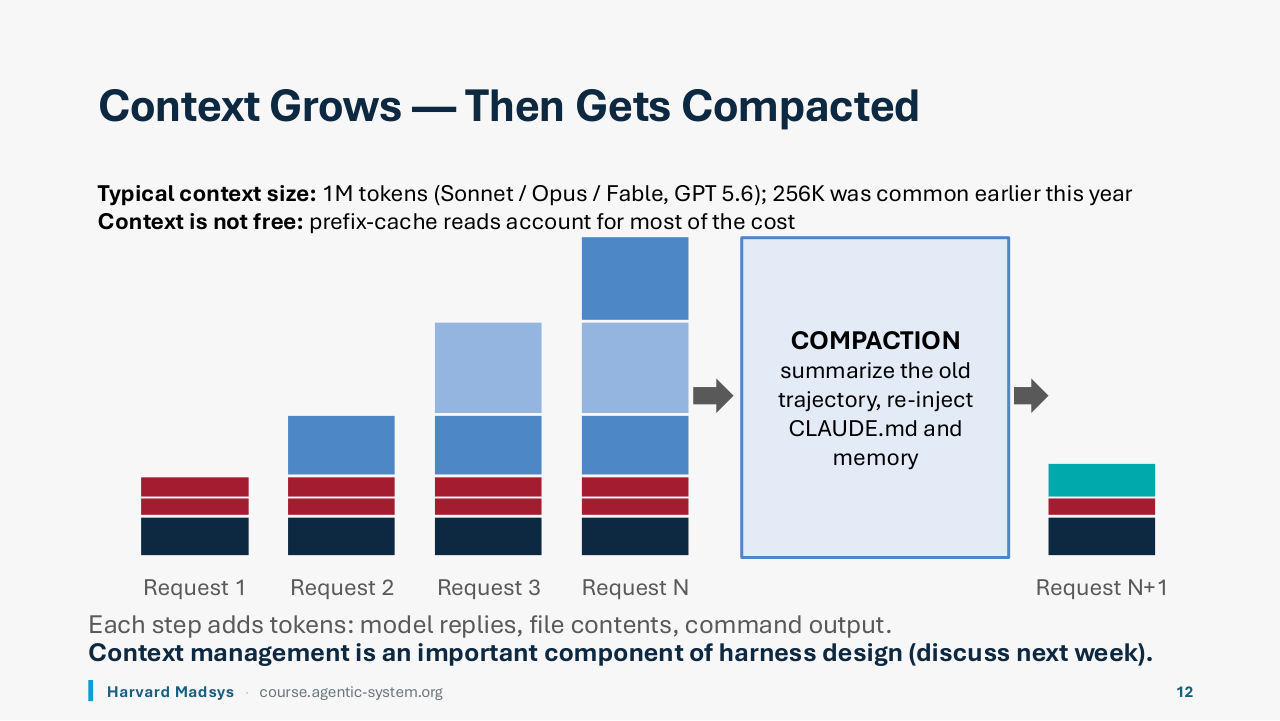 Context Grows — Then Gets Compacted
Typical context size: 1M tokens (Sonnet / Opus / Fable, GPT 5.6); 256K was common earlier this year
Context is not free: prefix-cache reads account for most of the cost
COMPACTION
summarize the old
trajectory, re-inject
CLAUDE.md and
memory
Request 1
Request 2
Request 3
Request N
Request N+1
Each step adds tokens: model replies, file contents, command output.
Context management is an important component of harness design (discuss next week).
Harvard Madsys · course.agentic-system.org
12